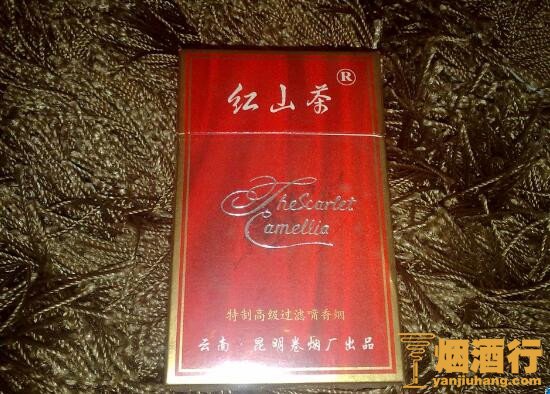 红山茶®
The Scarlet
Camellia
特制高级过滤嘴香烟
云南·昆明卷烟厂出品
烟酒行
yanjiuhang.com